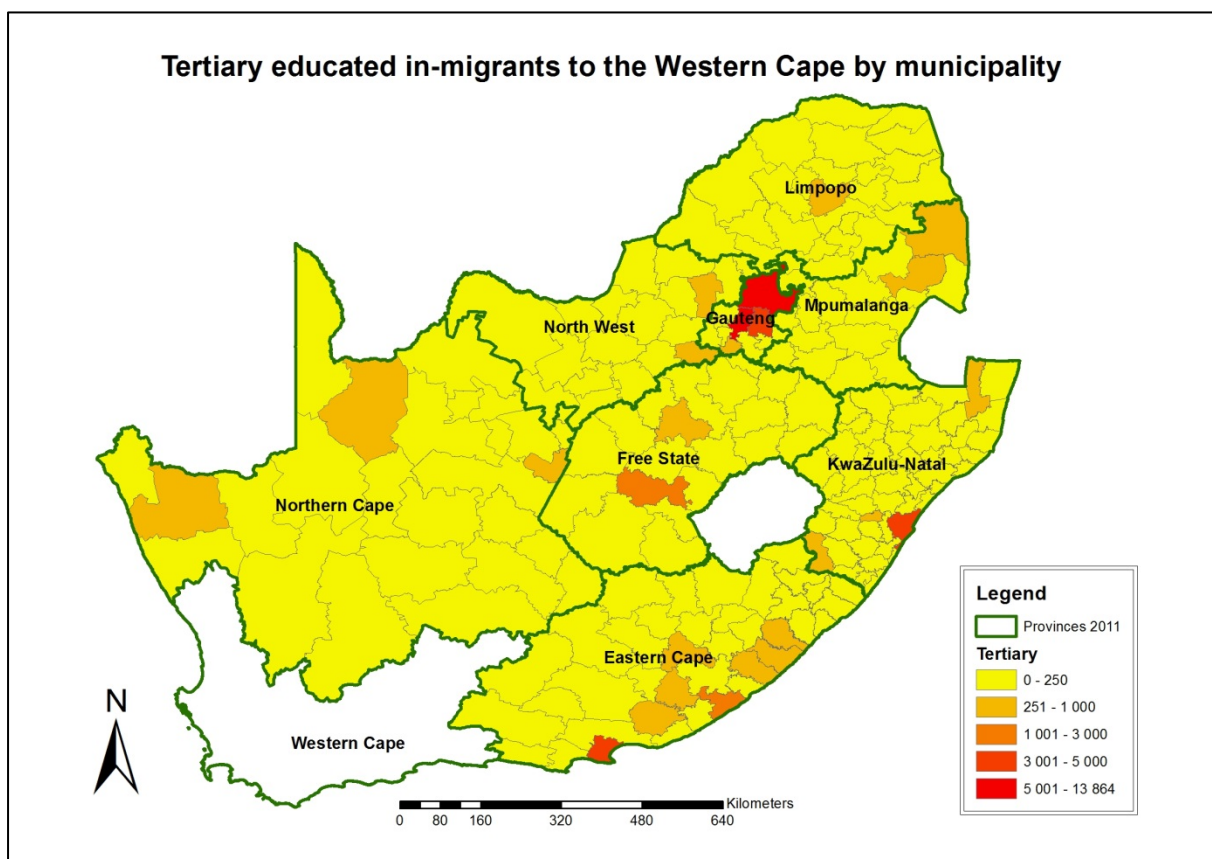 Tertiary educated in-migrants to the Western Cape by municipality
Limpopo
Mpumalanga
Gauteng
North West
Free State
KwaZulu-Natal
Northern Cape
Eastern Cape
Western Cape
N
Kilometers
0 80 160 320 480 640
Legend
Provinces 2011
Tertiary
0 - 250
251 - 1 000
1 001 - 3 000
3 001 - 5 000
5 001 - 13 864